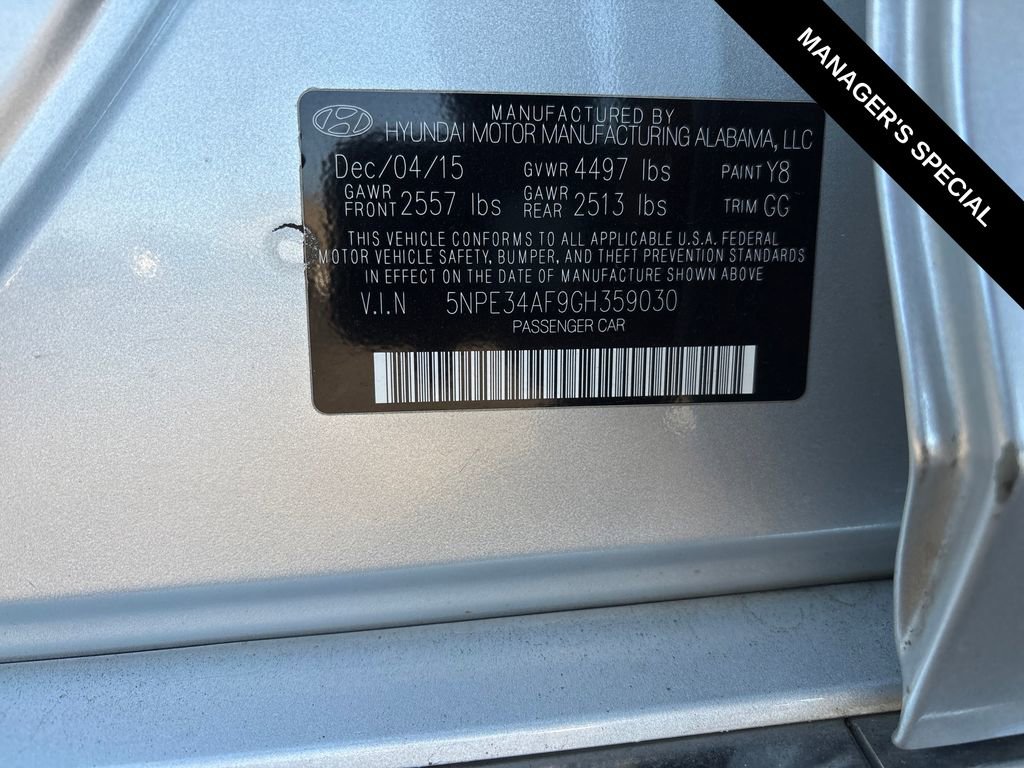 MANAGER'S SPECIAL
MANUFACTURED BY
HYUNDAI MOTOR MANUFACTURING ALABAMA, LLC
Dec/04/15 GVWR 4497 lbs PAINT Y8
GAWR FRONT 2557 lbs GAWR REAR 2513 lbs TRIM GG
THIS VEHICLE CONFORMS TO ALL APPLICABLE U.S.A. FEDERAL
MOTOR VEHICLE SAFETY, BUMPER, AND THEFT PREVENTION STANDARDS
IN EFFECT ON THE DATE OF MANUFACTURE SHOWN ABOVE
V.I.N 5NPE34AF9GH359030
PASSENGER CAR